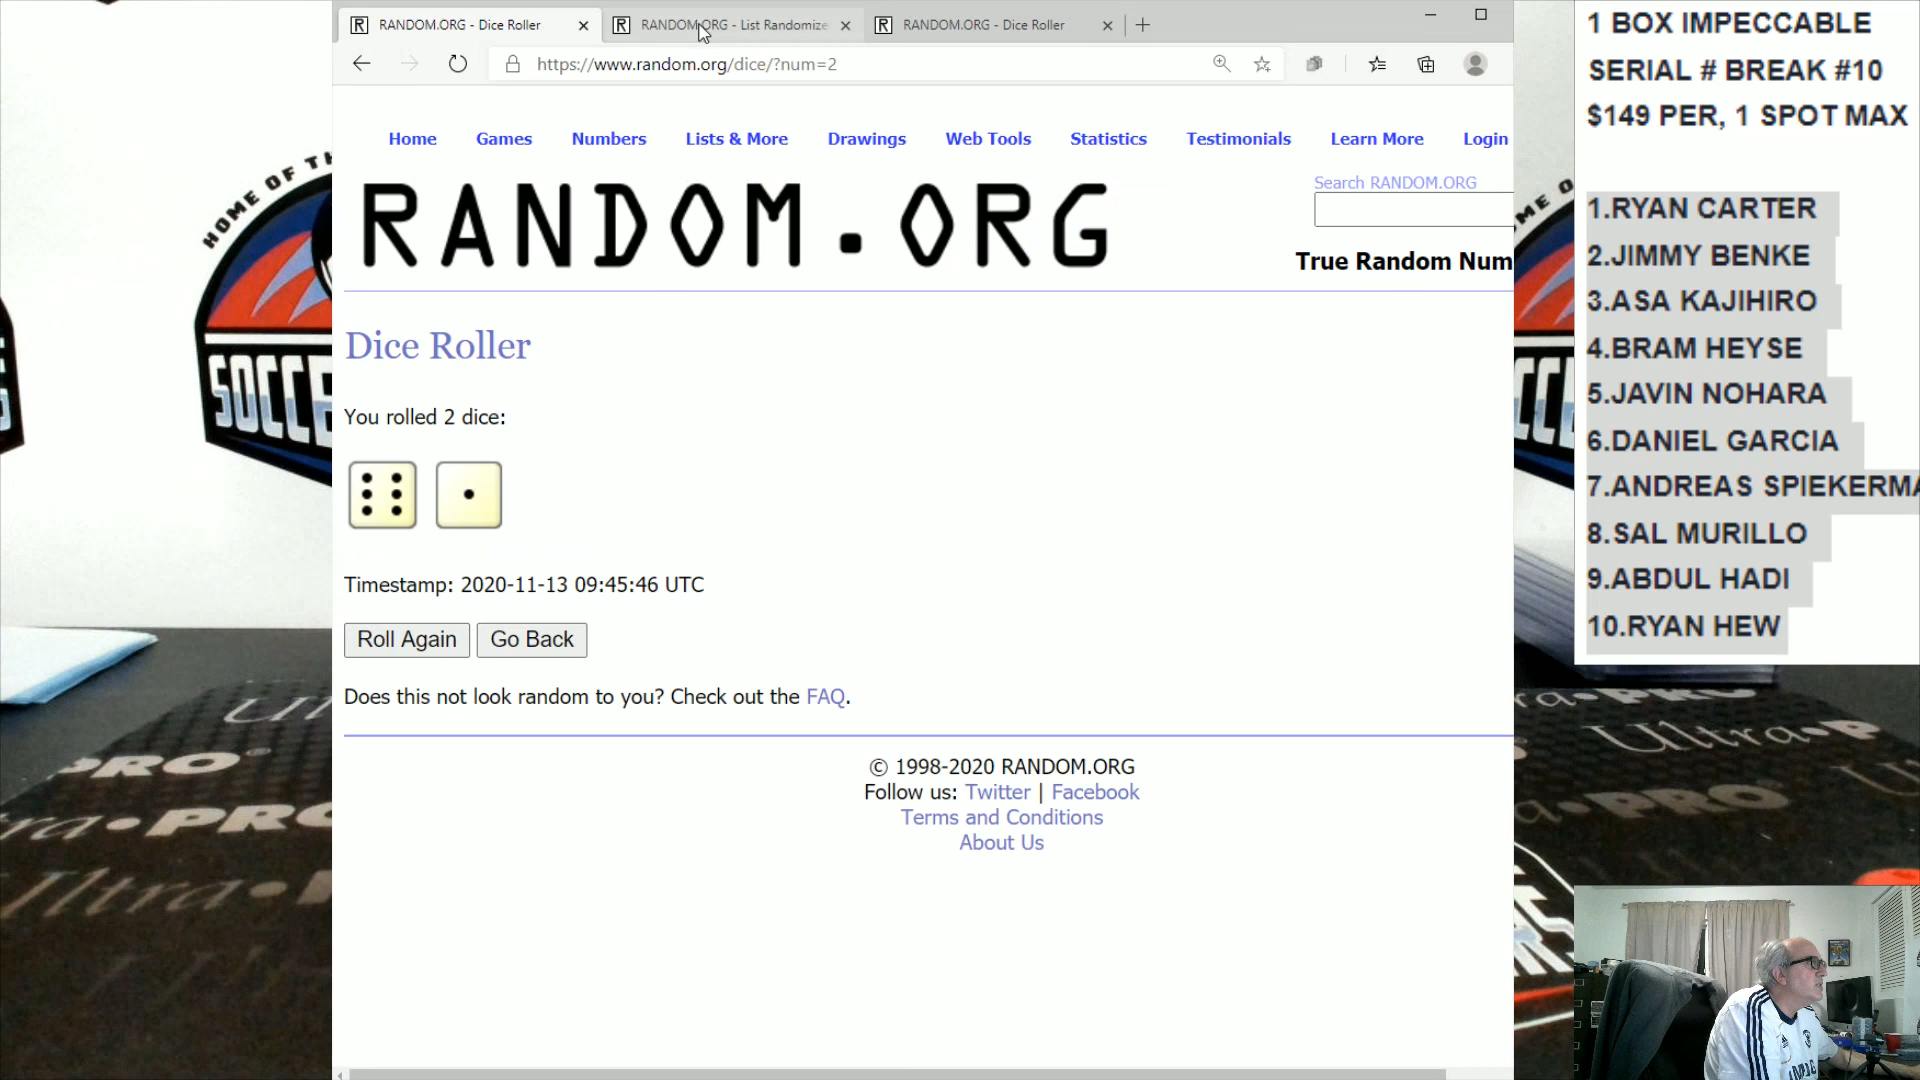 RANDOM.ORG - Dice Roller
RANDOM.ORG - List Randomize
RANDOM.ORG - Dice Roller
https://www.random.org/dice/?num=2
Home Games Numbers Lists & More Drawings Web Tools Statistics Testimonials Learn More Login
RANDOM.ORG
Search RANDOM.ORG
True Random Num
Dice Roller
You rolled 2 dice:
Timestamp: 2020-11-13 09:45:46 UTC
Roll Again Go Back
Does this not look random to you? Check out the FAQ.
© 1998-2020 RANDOM.ORG
Follow us: Twitter | Facebook
Terms and Conditions
About Us
1 BOX IMPECCABLE
SERIAL # BREAK #10
$149 PER, 1 SPOT MAX
1.RYAN CARTER
2.JIMMY BENKE
3.ASA KAJIHIRO
4.BRAM HEYSE
5.JAVIN NOHARA
6.DANIEL GARCIA
7.ANDREAS SPIEKERMA
8.SAL MURILLO
9.ABDUL HADI
10.RYAN HEW
HOME OF TH
SOCCE
PRO
Ultra•PRO
Ultra•P